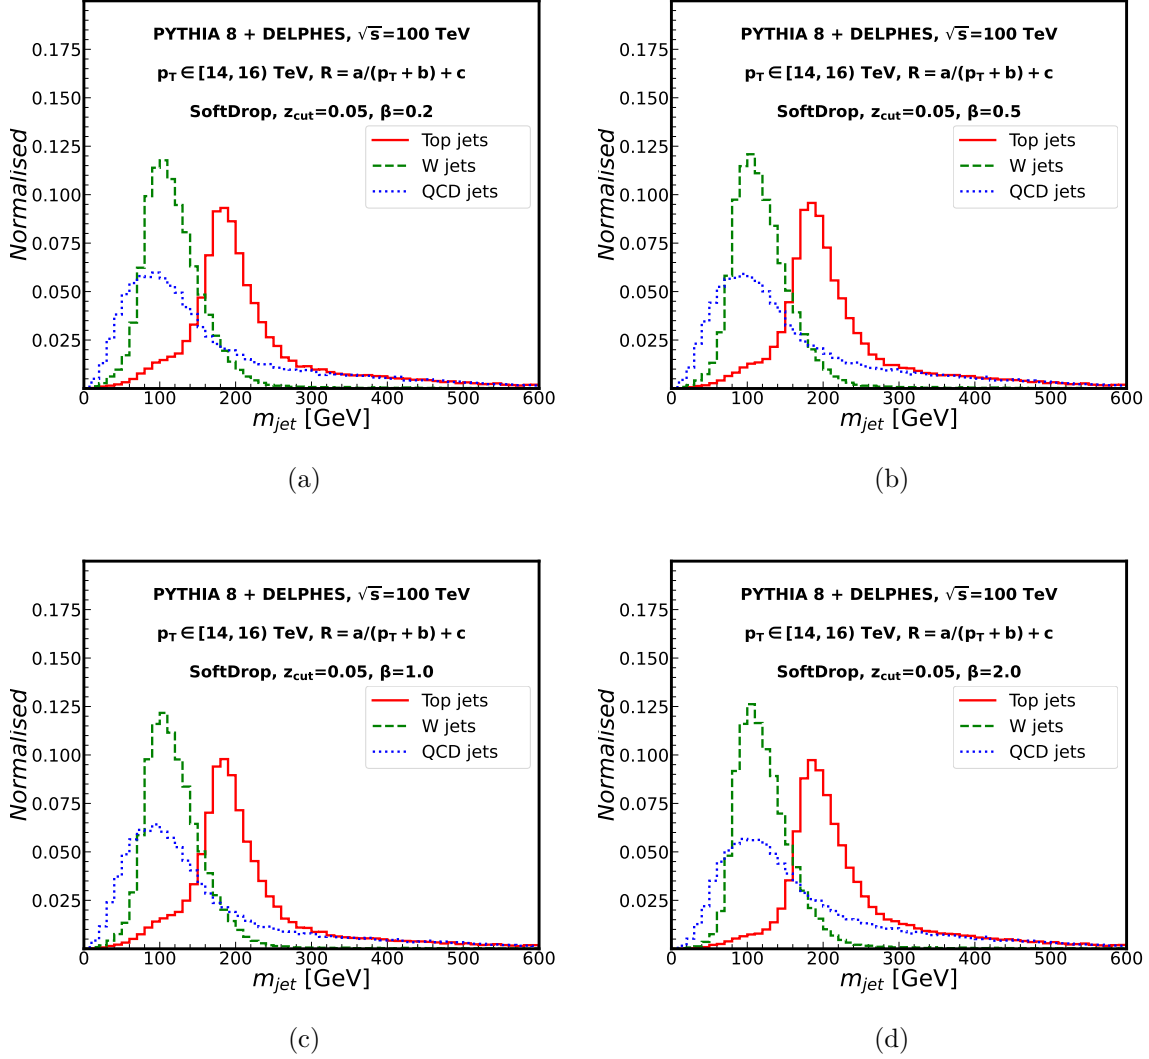 PYTHIA 8 + DELPHES, √s=100 TeV
p_T ∈ [14, 16) TeV, R = a/(p_T + b) + c
SoftDrop, z_cut=0.05, β=0.2
Top jets
W jets
QCD jets
Normalised
0.175
0.150
0.125
0.100
0.075
0.050
0.025
0 100 200 300 400 500 600
m_jet [GeV]
(a)
PYTHIA 8 + DELPHES, √s=100 TeV
p_T ∈ [14, 16) TeV, R = a/(p_T + b) + c
SoftDrop, z_cut=0.05, β=0.5
Top jets
W jets
QCD jets
Normalised
0.175
0.150
0.125
0.100
0.075
0.050
0.025
0 100 200 300 400 500 600
m_jet [GeV]
(b)
PYTHIA 8 + DELPHES, √s=100 TeV
p_T ∈ [14, 16) TeV, R = a/(p_T + b) + c
SoftDrop, z_cut=0.05, β=1.0
Top jets
W jets
QCD jets
Normalised
0.175
0.150
0.125
0.100
0.075
0.050
0.025
0 100 200 300 400 500 600
m_jet [GeV]
(c)
PYTHIA 8 + DELPHES, √s=100 TeV
p_T ∈ [14, 16) TeV, R = a/(p_T + b) + c
SoftDrop, z_cut=0.05, β=2.0
Top jets
W jets
QCD jets
Normalised
0.175
0.150
0.125
0.100
0.075
0.050
0.025
0 100 200 300 400 500 600
m_jet [GeV]
(d)